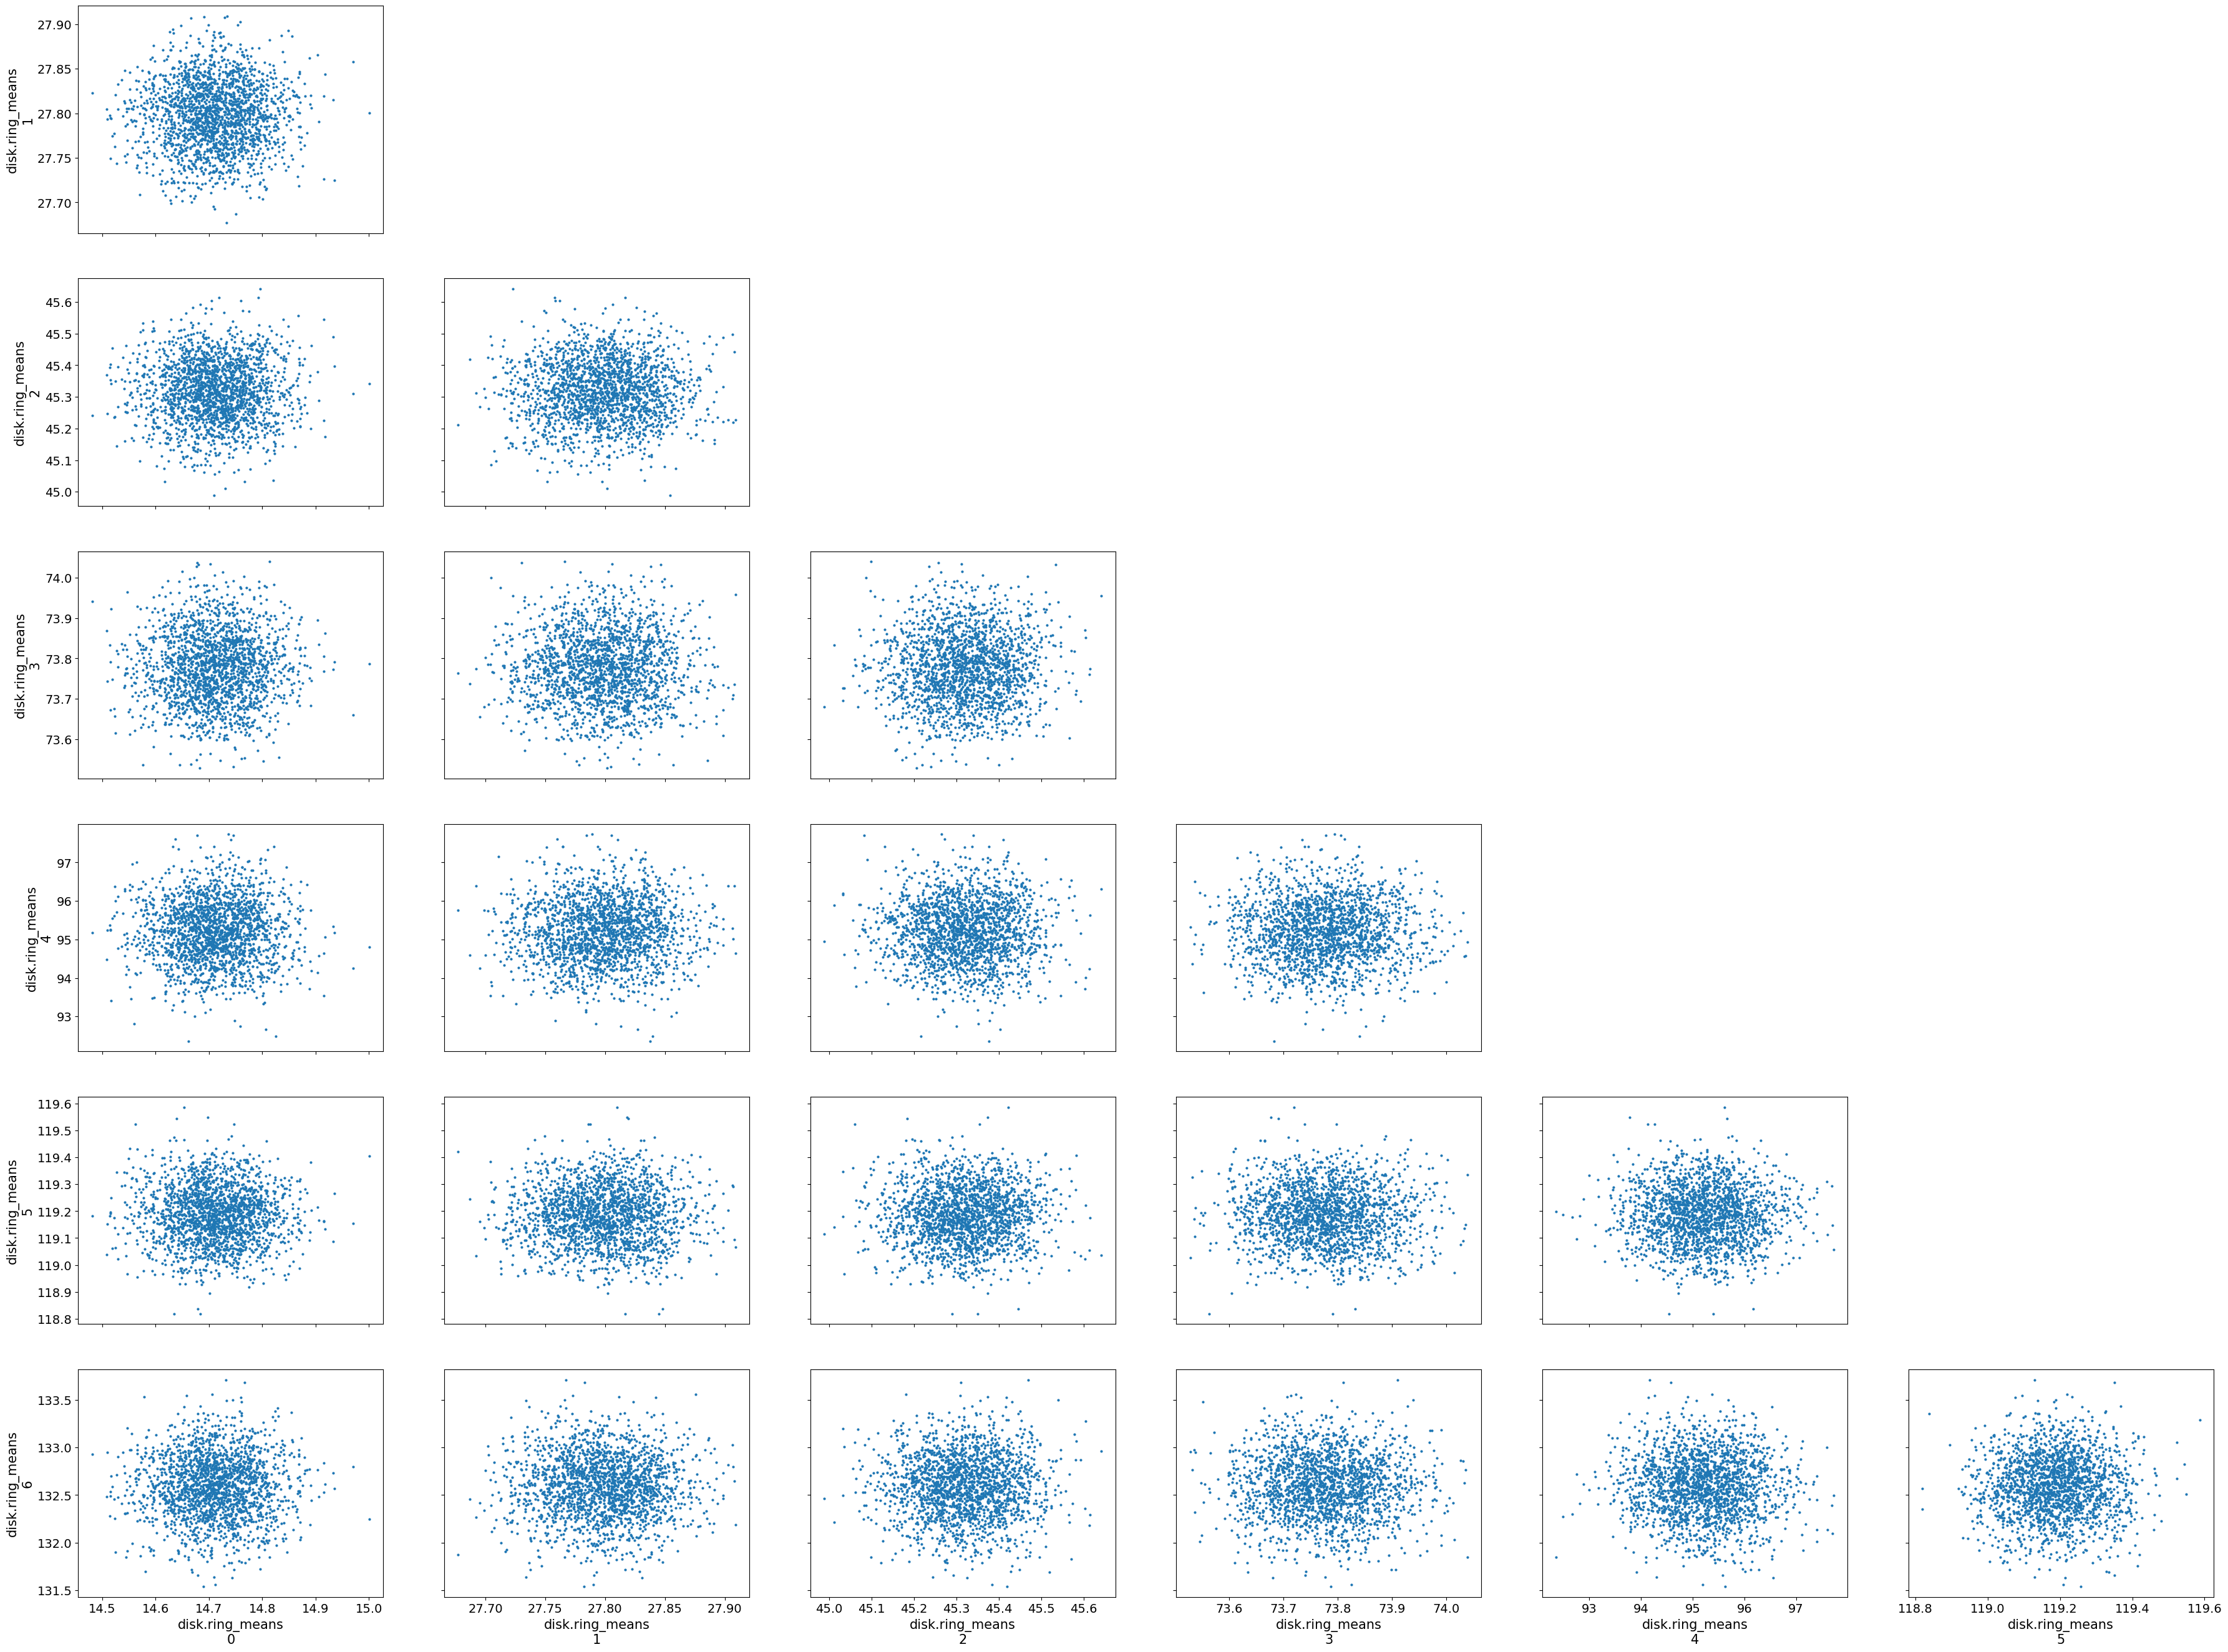 27.90
27.85
27.80
27.75
27.70
disk.ring_means
1
45.6
45.5
45.4
45.3
45.2
45.1
45.0
disk.ring_means
2
74.0
73.9
73.8
73.7
73.6
disk.ring_means
3
97
96
95
94
93
disk.ring_means
4
119.6
119.5
119.4
119.3
119.2
119.1
119.0
118.9
118.8
disk.ring_means
5
133.5
133.0
132.5
132.0
131.5
disk.ring_means
6
14.5 14.6 14.7 14.8 14.9 15.0
disk.ring_means
0
27.70 27.75 27.80 27.85 27.90
disk.ring_means
1
45.0 45.1 45.2 45.3 45.4 45.5 45.6
disk.ring_means
2
73.6 73.7 73.8 73.9 74.0
disk.ring_means
3
93 94 95 96 97
disk.ring_means
4
118.8 119.0 119.2 119.4 119.6
disk.ring_means
5